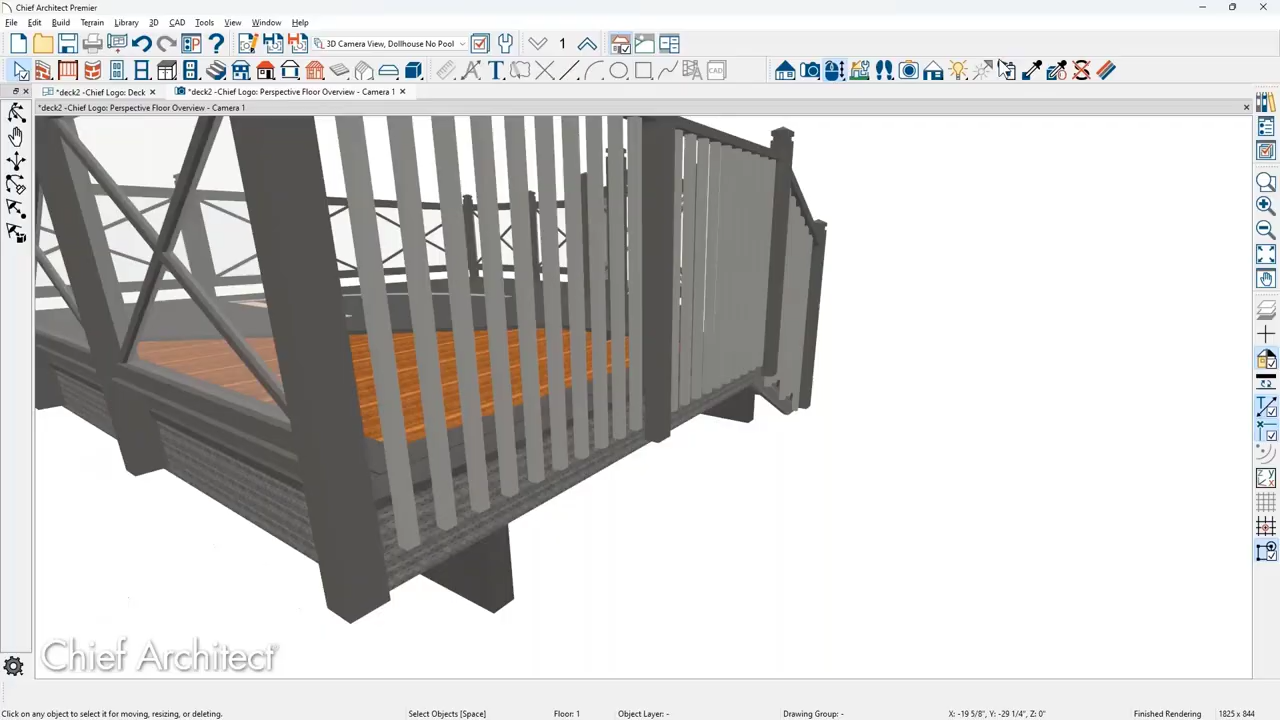 Chief Architect Premier
File Edit Build Terrain Library 3D CAD Tools View Window Help
3D Camera View, Dollhouse No Pool
1
CAD
*deck2 -Chief Logo: Deck
*deck2 -Chief Logo: Perspective Floor Overview - Camera 1
*deck2 -Chief Logo: Perspective Floor Overview - Camera 1
Chief Architect
Click on any object to select it for moving, resizing, or deleting. Select Objects [Space] Floor: 1 Object Layer: - Drawing Group: - X: -19 5/8", Y: -29 1/4", Z: 0" Finished Rendering 1825 x 844